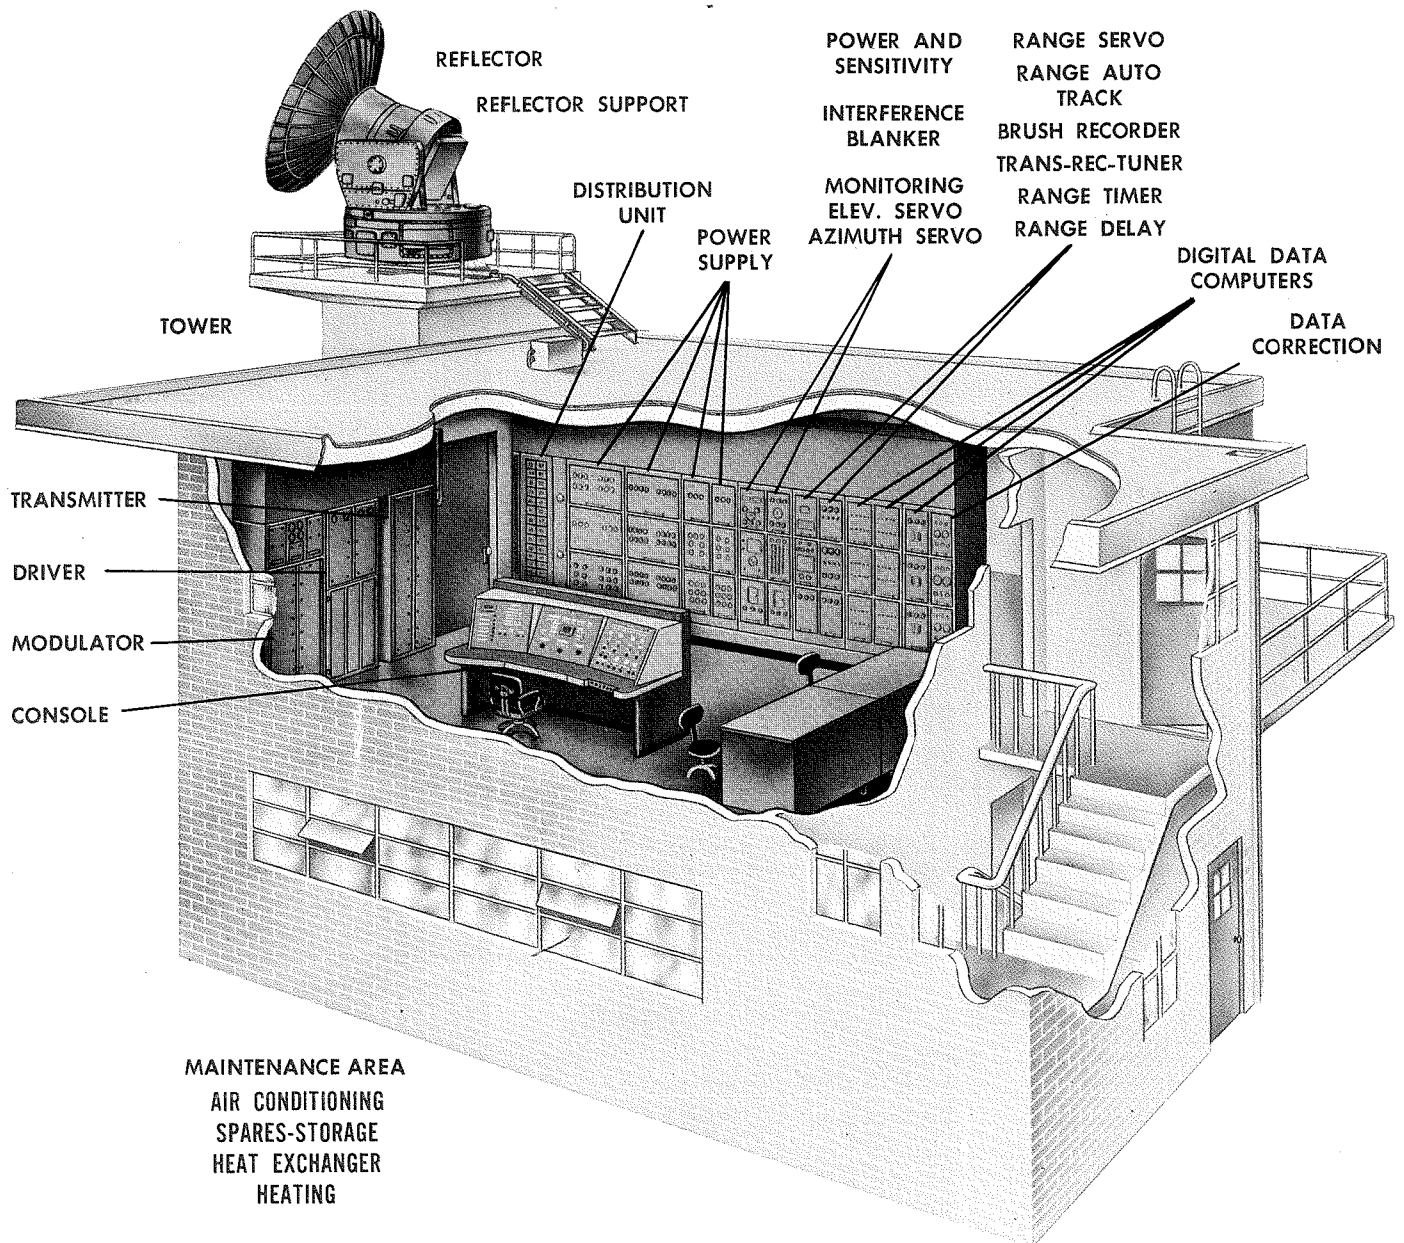 REFLECTOR
REFLECTOR SUPPORT
POWER AND
SENSITIVITY
INTERFERENCE
BLANKER
MONITORING
ELEV. SERVO
AZIMUTH SERVO
RANGE SERVO
RANGE AUTO
TRACK
BRUSH RECORDER
TRANS-REC-TUNER
RANGE TIMER
RANGE DELAY
DISTRIBUTION
UNIT
POWER
SUPPLY
DIGITAL DATA
COMPUTERS
DATA
CORRECTION
TOWER
TRANSMITTER
DRIVER
MODULATOR
CONSOLE
MAINTENANCE AREA
AIR CONDITIONING
SPARES-STORAGE
HEAT EXCHANGER
HEATING